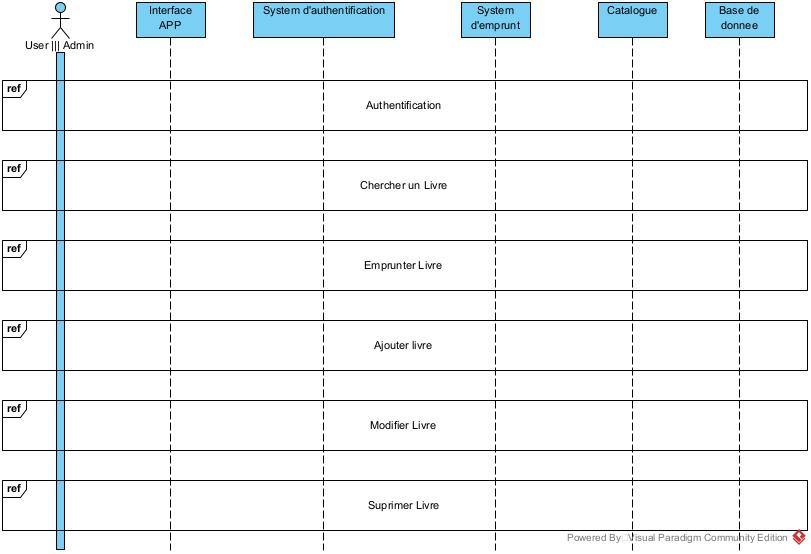 Interface
APP
System d'authentification
System
d'emprunt
Catalogue
Base de
donnee
User ||| Admin
ref
Authentification
ref
Chercher un Livre
ref
Emprunter Livre
ref
Ajouter livre
ref
Modifier Livre
ref
Suprimer Livre
Powered By Visual Paradigm Community Edition